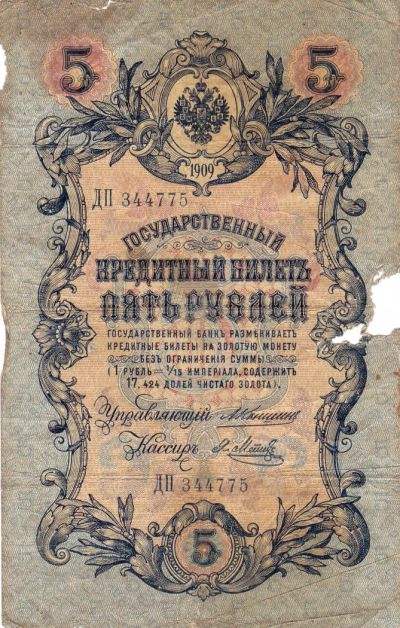 5 5
1909
ДП 344775
ГОСУДАРСТВЕННЫЙ
КРЕДИТНЫЙ БИЛЕТЪ
ПЯТЬ РУБЛЕЙ
ГОСУДАРСТВЕННЫЙ БАНКЪ РАЗМѢНИВАЕТЪ
КРЕДИТНЫЕ БИЛЕТЫ НА ЗОЛОТУЮ МОНЕТУ
БЕЗЪ ОГРАНИЧЕНІЯ СУММЫ
(1 РУБЛЬ = 1/15 ИМПЕРІАЛА, СОДЕРЖИТЪ
17,424 ДОЛЕЙ ЧИСТАГО ЗОЛОТА).
Управляющій
Кассиръ
ДП 344775
5